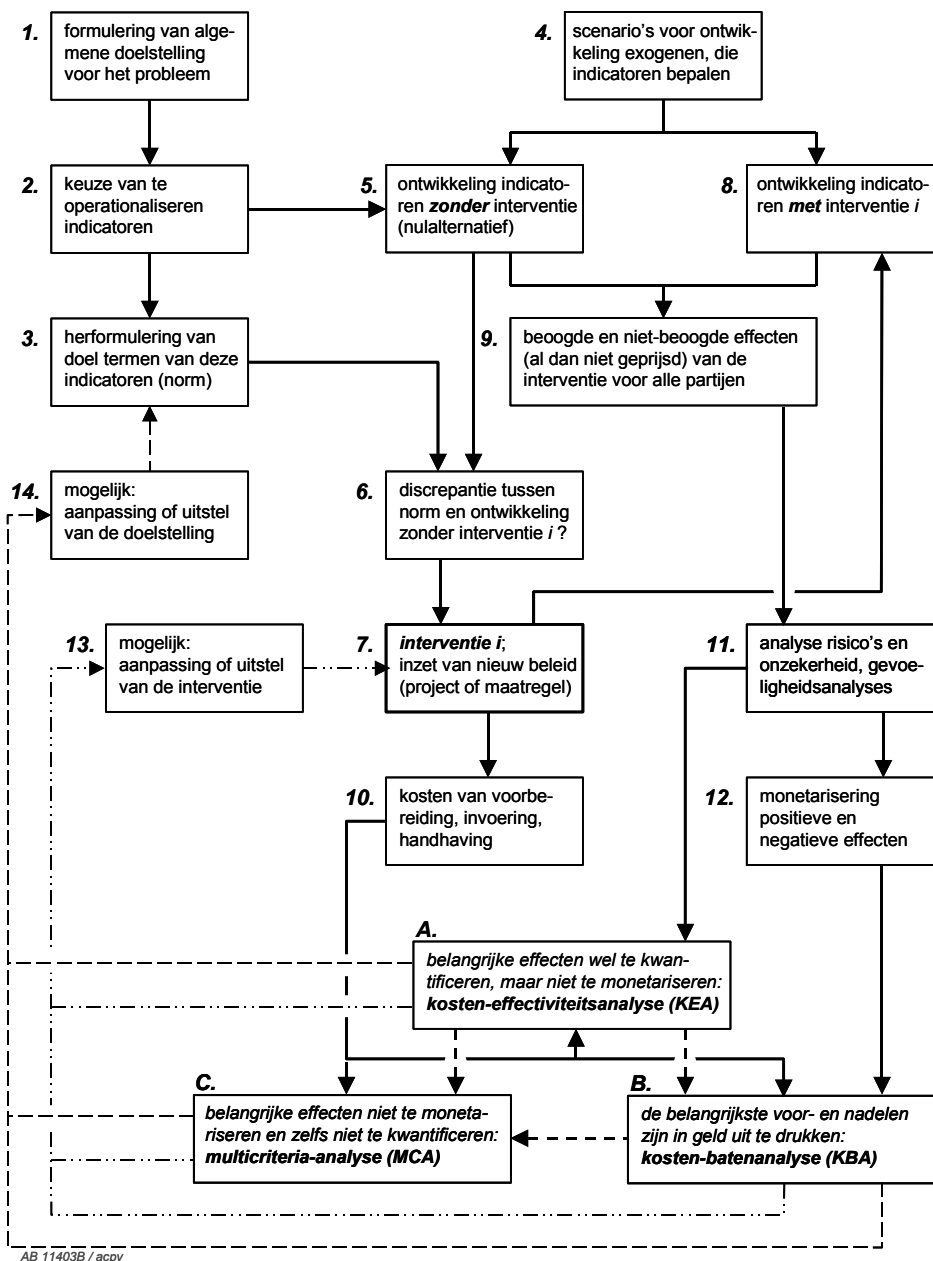 1.
formulering van alge-
mene doelstelling
voor het probleem
4.
scenario's voor ontwik-
keling exogenen, die
indicatoren bepalen
2.
keuze van te
operationaliseren
indicatoren
5.
ontwikkeling indicato-
ren zonder interventie
(nulalternatief)
8.
ontwikkeling indicato-
ren met interventie i
3.
herformulering van
doel termen van deze
indicatoren (norm)
9.
beoogde en niet-beoogde effecten
(al dan niet geprijsd) van de
interventie voor alle partijen
14.
mogelijk:
aanpassing of uitstel
van de doelstelling
6.
discrepantie tussen
norm en ontwikkeling
zonder interventie i ?
13.
mogelijk:
aanpassing of uitstel
van de interventie
7.
interventie i;
inzet van nieuw beleid
(project of maatregel)
11.
analyse risico's en
onzekerheid, gevoe-
ligheidsanalyses
10.
kosten van voorbe-
reiding, invoering,
handhaving
12.
monetarisering
positieve en
negatieve effecten
A.
belangrijke effecten wel te kwan-
tificeren, maar niet te monetariseren:
kosten-effectiviteitsanalyse (KEA)
C.
belangrijke effecten niet te moneta-
riseren en zelfs niet te kwantificeren:
multicriteria-analyse (MCA)
B.
de belangrijkste voor- en nadelen
zijn in geld uit te drukken:
kosten-batenanalyse (KBA)
AB 11403B / acpv